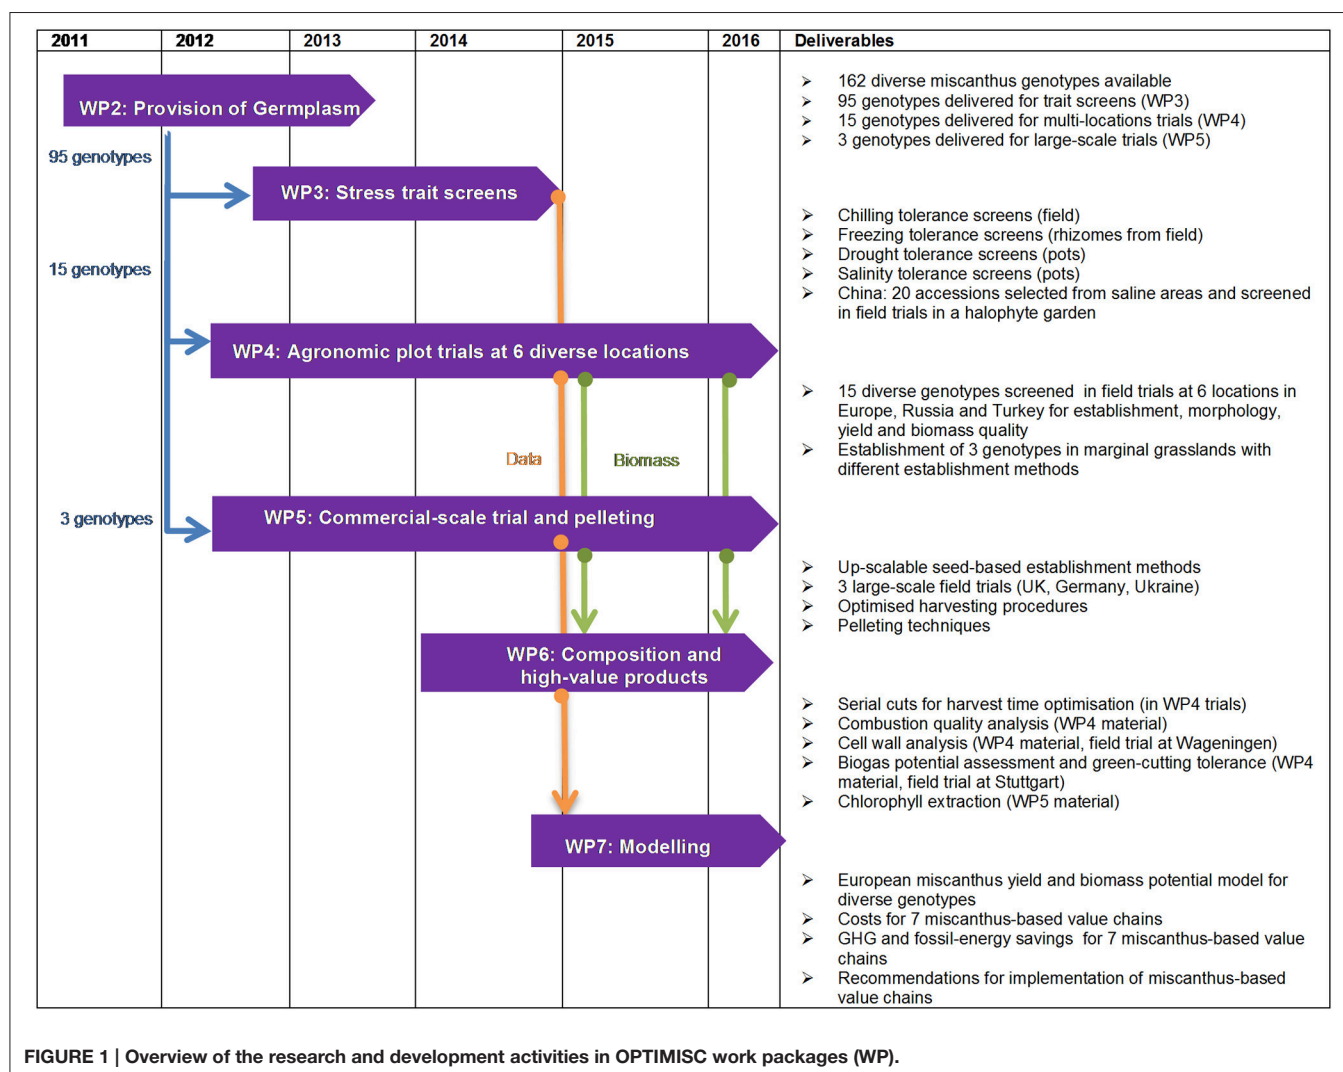 2011 2012 2013 2014 2015 2016 Deliverables
WP2: Provision of Germplasm
95 genotypes
WP3: Stress trait screens
15 genotypes
WP4: Agronomic plot trials at 6 diverse locations
Data
Biomass
3 genotypes
WP5: Commercial-scale trial and pelleting
WP6: Composition and
high-value products
WP7: Modelling
➢ 162 diverse miscanthus genotypes available
➢ 95 genotypes delivered for trait screens (WP3)
➢ 15 genotypes delivered for multi-locations trials (WP4)
➢ 3 genotypes delivered for large-scale trials (WP5)
➢ Chilling tolerance screens (field)
➢ Freezing tolerance screens (rhizomes from field)
➢ Drought tolerance screens (pots)
➢ Salinity tolerance screens (pots)
➢ China: 20 accessions selected from saline areas and screened
in field trials in a halophyte garden
➢ 15 diverse genotypes screened in field trials at 6 locations in
Europe, Russia and Turkey for establishment, morphology,
yield and biomass quality
➢ Establishment of 3 genotypes in marginal grasslands with
different establishment methods
➢ Up-scalable seed-based establishment methods
➢ 3 large-scale field trials (UK, Germany, Ukraine)
➢ Optimised harvesting procedures
➢ Pelleting techniques
➢ Serial cuts for harvest time optimisation (in WP4 trials)
➢ Combustion quality analysis (WP4 material)
➢ Cell wall analysis (WP4 material, field trial at Wageningen)
➢ Biogas potential assessment and green-cutting tolerance (WP4
material, field trial at Stuttgart)
➢ Chlorophyll extraction (WP5 material)
➢ European miscanthus yield and biomass potential model for
diverse genotypes
➢ Costs for 7 miscanthus-based value chains
➢ GHG and fossil-energy savings for 7 miscanthus-based value
chains
➢ Recommendations for implementation of miscanthus-based
value chains
FIGURE 1 | Overview of the research and development activities in OPTIMISC work packages (WP).